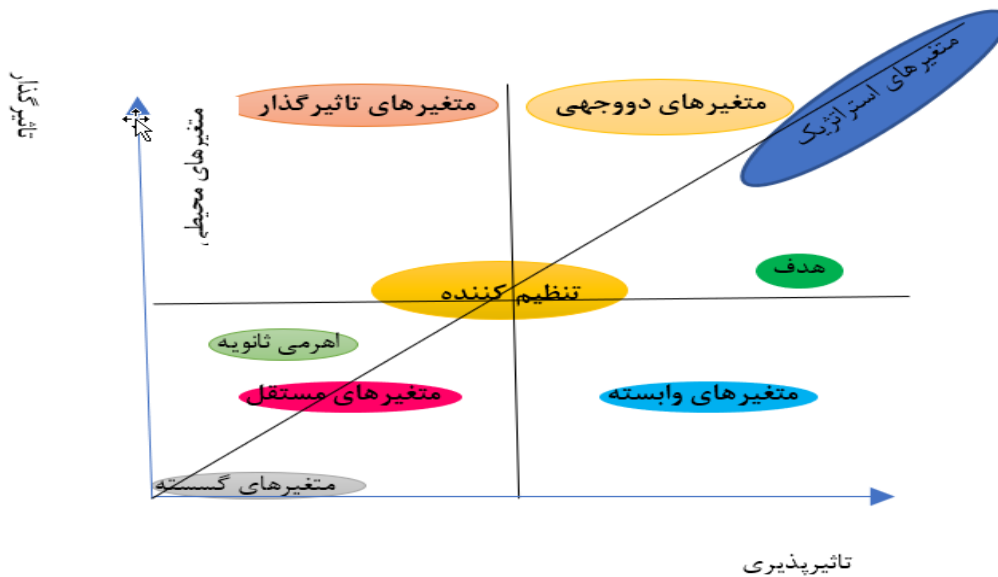 تاثیرگذار
متغیرهای محیطی
متغیرهای تاثیرگذار
متغیرهای دووجهی
متغیرهای استراتژیک
هدف
تنظیم کننده
اهرمی ثانویه
متغیرهای مستقل
متغیرهای وابسته
متغیرهای گسسته
تاثیرپذیری